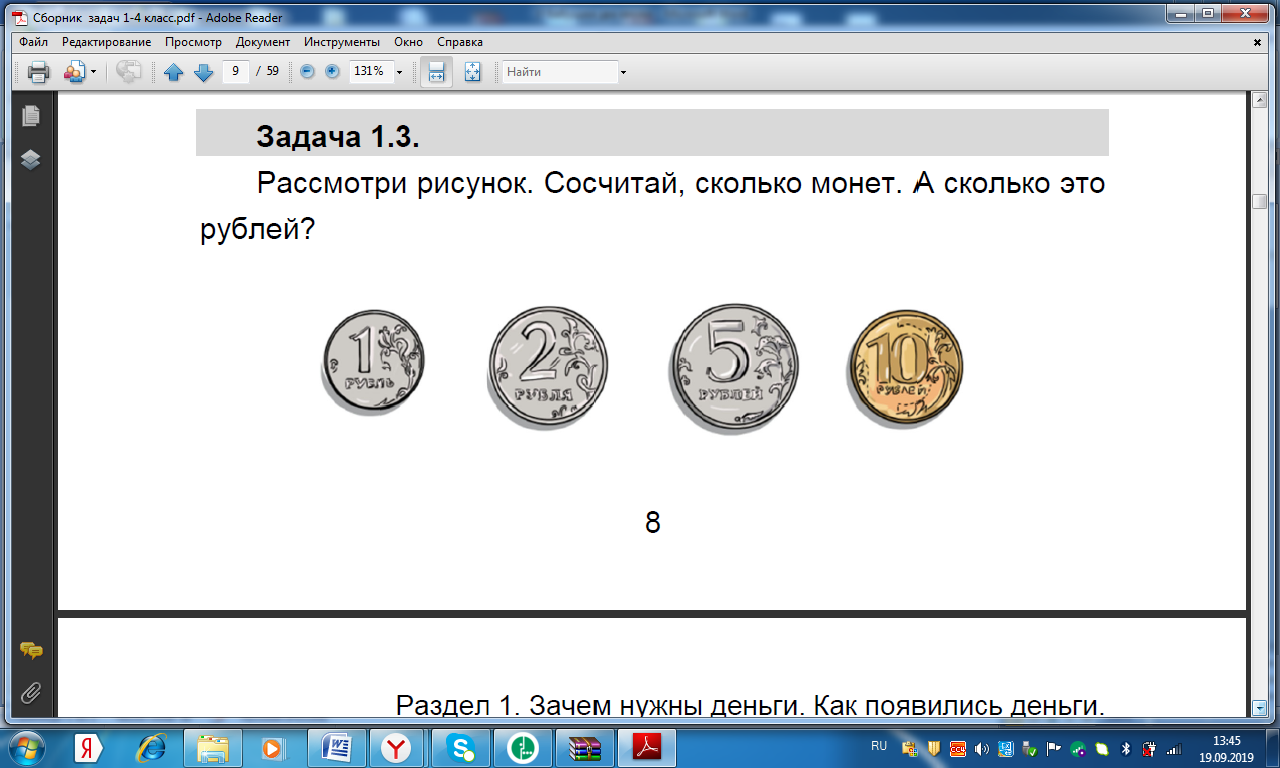 Сборник задач 1-4 класс.pdf - Adobe Reader
Файл Редактирование Просмотр Документ Инструменты Окно Справка
9 / 59 131% Найти
Задача 1.3.
Рассмотри рисунок. Сосчитай, сколько монет. А сколько это
рублей?
1 РУБЛЬ
2 РУБЛЯ
5 РУБЛЕЙ
10 РУБЛЕЙ
8
Раздел 1. Зачем нужны деньги. Как появились деньги.
RU
13:45
19.09.2019